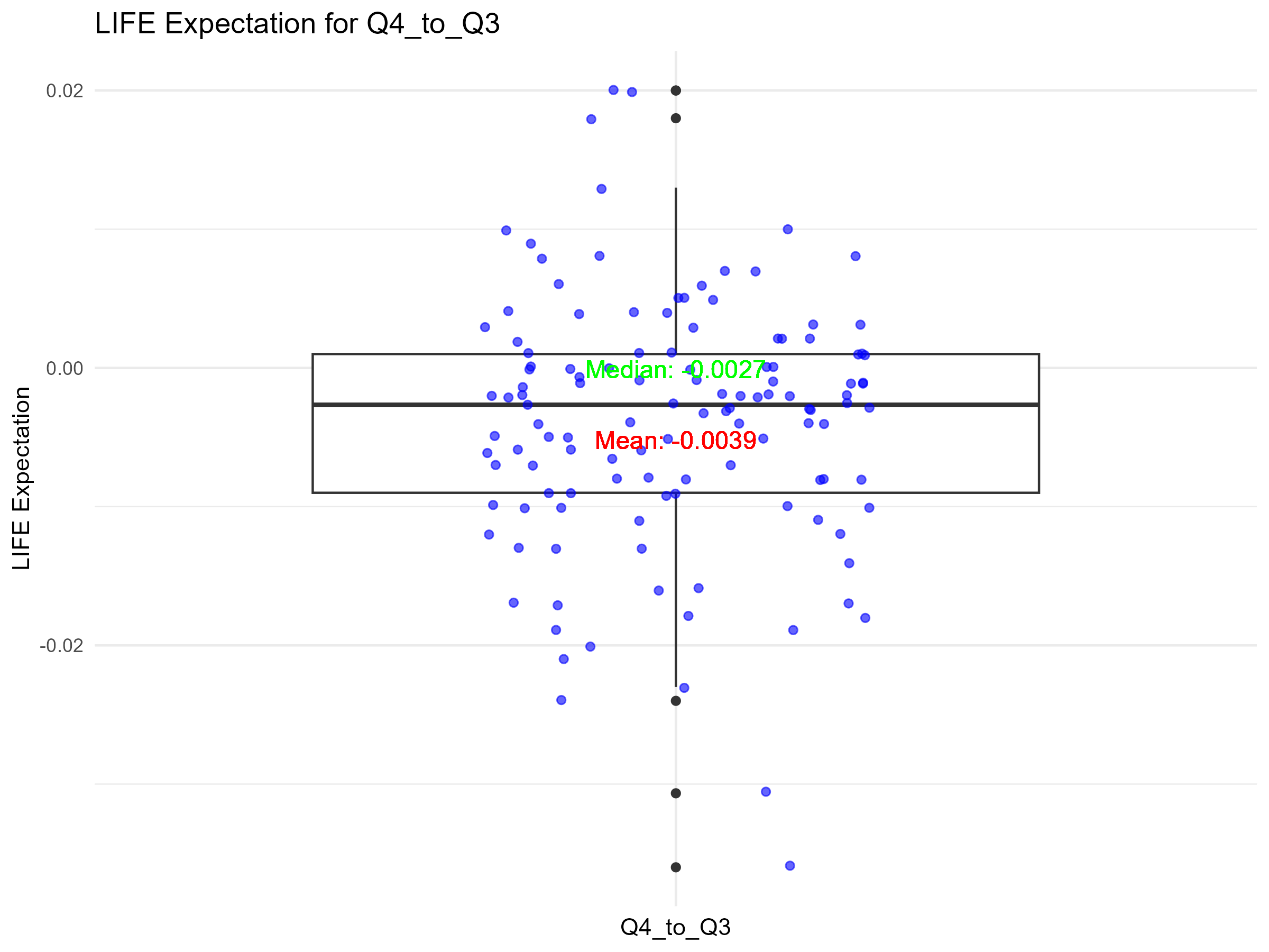 LIFE Expectation for Q4_to_Q3
0.02
0.00
-0.02
LIFE Expectation
Median: -0.0027
Mean: -0.0039
Q4_to_Q3